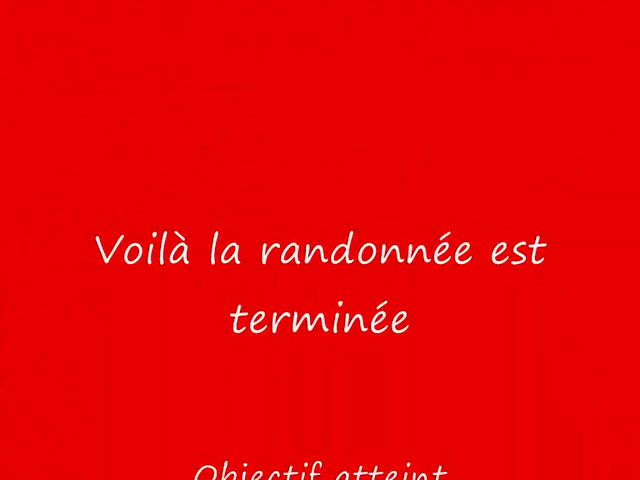 Voilà la randonnée est
terminée
Objectif atteint